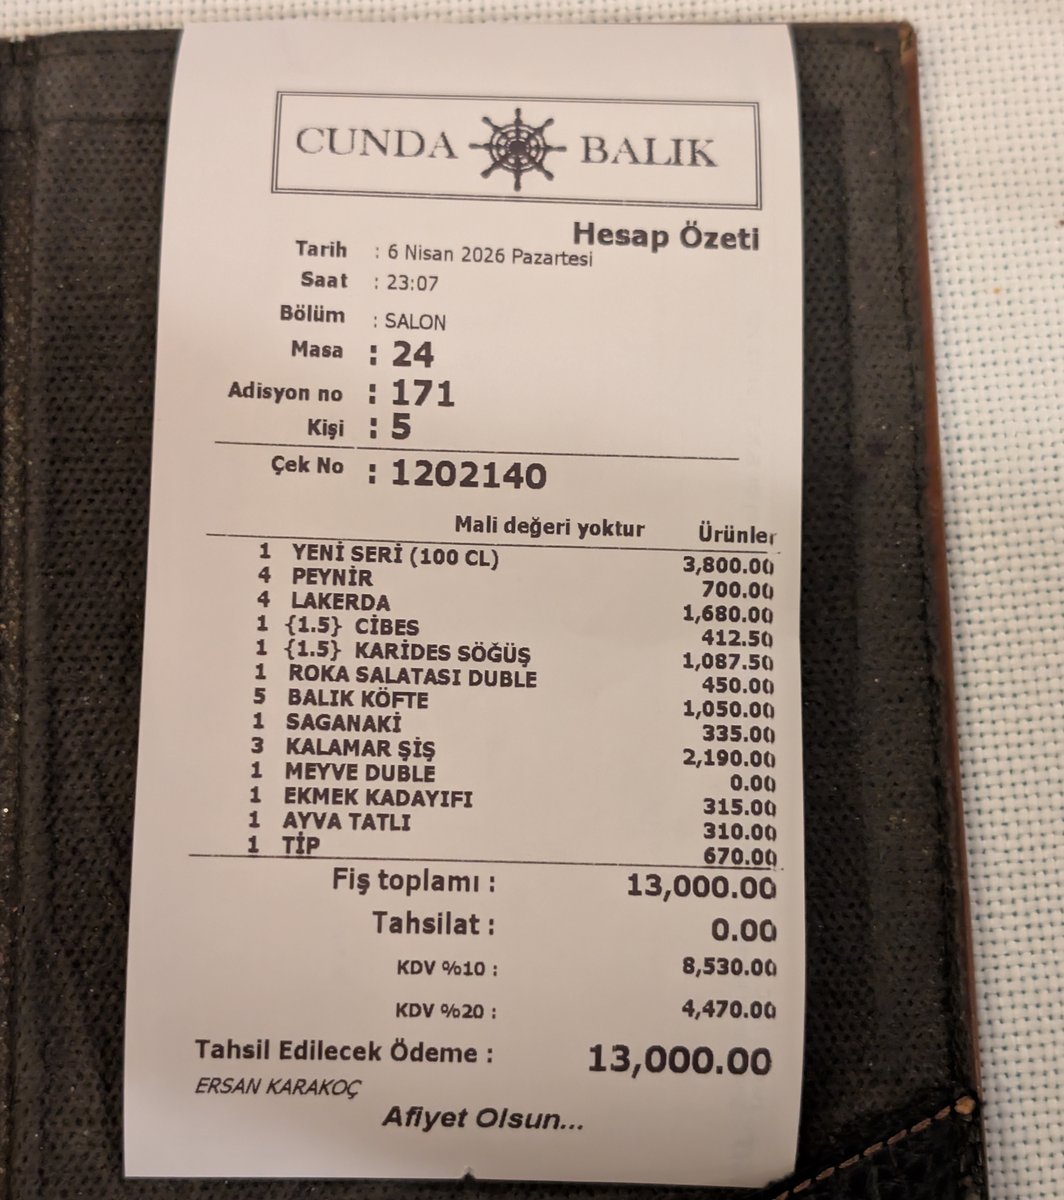 CUNDA BALIK
Hesap Özeti
Tarih : 6 Nisan 2026 Pazartesi
Saat : 23:07
Bölüm : SALON
Masa : 24
Adisyon no : 171
Kişi : 5
Çek No : 1202140
Mali değeri yoktur Ürünler
1 YENİ SERİ (100 CL) 3,800.00
4 PEYNİR 700.00
4 LAKERDA 1,680.00
1 {1.5} CİBES 412.50
1 {1.5} KARİDES SÖĞÜŞ 1,087.50
1 ROKA SALATASI DUBLE 450.00
5 BALIK KÖFTE 1,050.00
1 SAGANAKİ 335.00
3 KALAMAR ŞİŞ 2,190.00
1 MEYVE DUBLE 0.00
1 EKMEK KADAYIFI 315.00
1 AYVA TATLI 310.00
1 TİP 670.00
Fiş toplamı : 13,000.00
Tahsilat : 0.00
KDV %10 : 8,530.00
KDV %20 : 4,470.00
Tahsil Edilecek Ödeme : 13,000.00
ERSAN KARAKOÇ
Afiyet Olsun...